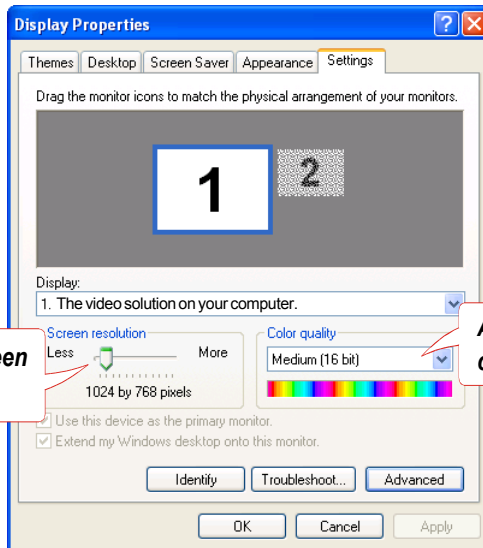 Display Properties
Themes Desktop Screen Saver Appearance Settings
Drag the monitor icons to match the physical arrangement of your monitors.
1 2
Display:
1. The video solution on your computer.
Screen resolution
Less More
1024 by 768 pixels
Color quality
Medium (16 bit)
Use this device as the primary monitor.
Extend my Windows desktop onto this monitor.
Identify Troubleshoot... Advanced
OK Cancel Apply